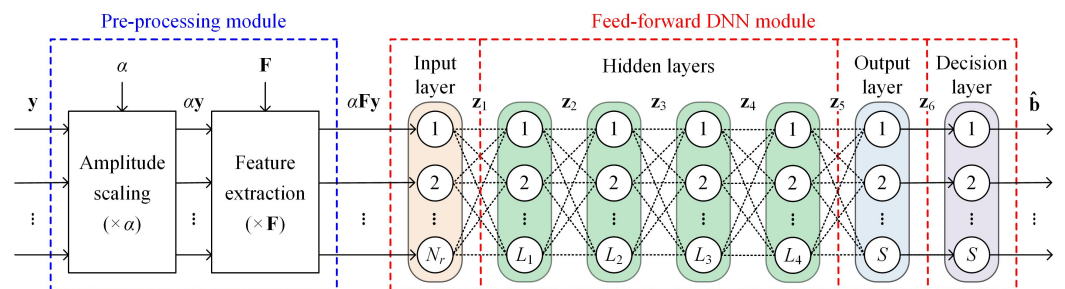 Pre-processing module
Feed-forward DNN module
α
F
Input layer
Hidden layers
Output layer
Decision layer
y
αy
αFy
z₁
z₂
z₃
z₄
z₅
z₆
b̂
Amplitude scaling
(× α)
Feature extraction
(× F)
1 1 1 1 1 1 1
2 2 2 2 2 2 2
⋮ ⋮ ⋮ ⋮ ⋮ ⋮ ⋮ ⋮ ⋮ ⋮ ⋮
Nᵣ L₁ L₂ L₃ L₄ S S